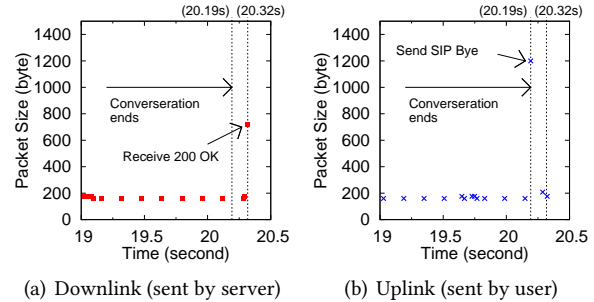 (20.19s) (20.32s)
Packet Size (byte)
1400
1200
1000
800
600
400
200
0
Converseration
ends
Receive 200 OK
19
19.5
20
20.5
Time (second)
(a) Downlink (sent by server)
(20.19s) (20.32s)
Packet Size (byte)
1400
1200
1000
800
600
400
200
0
Send SIP Bye
Converseration
ends
19
19.5
20
20.5
Time (second)
(b) Uplink (sent by user)